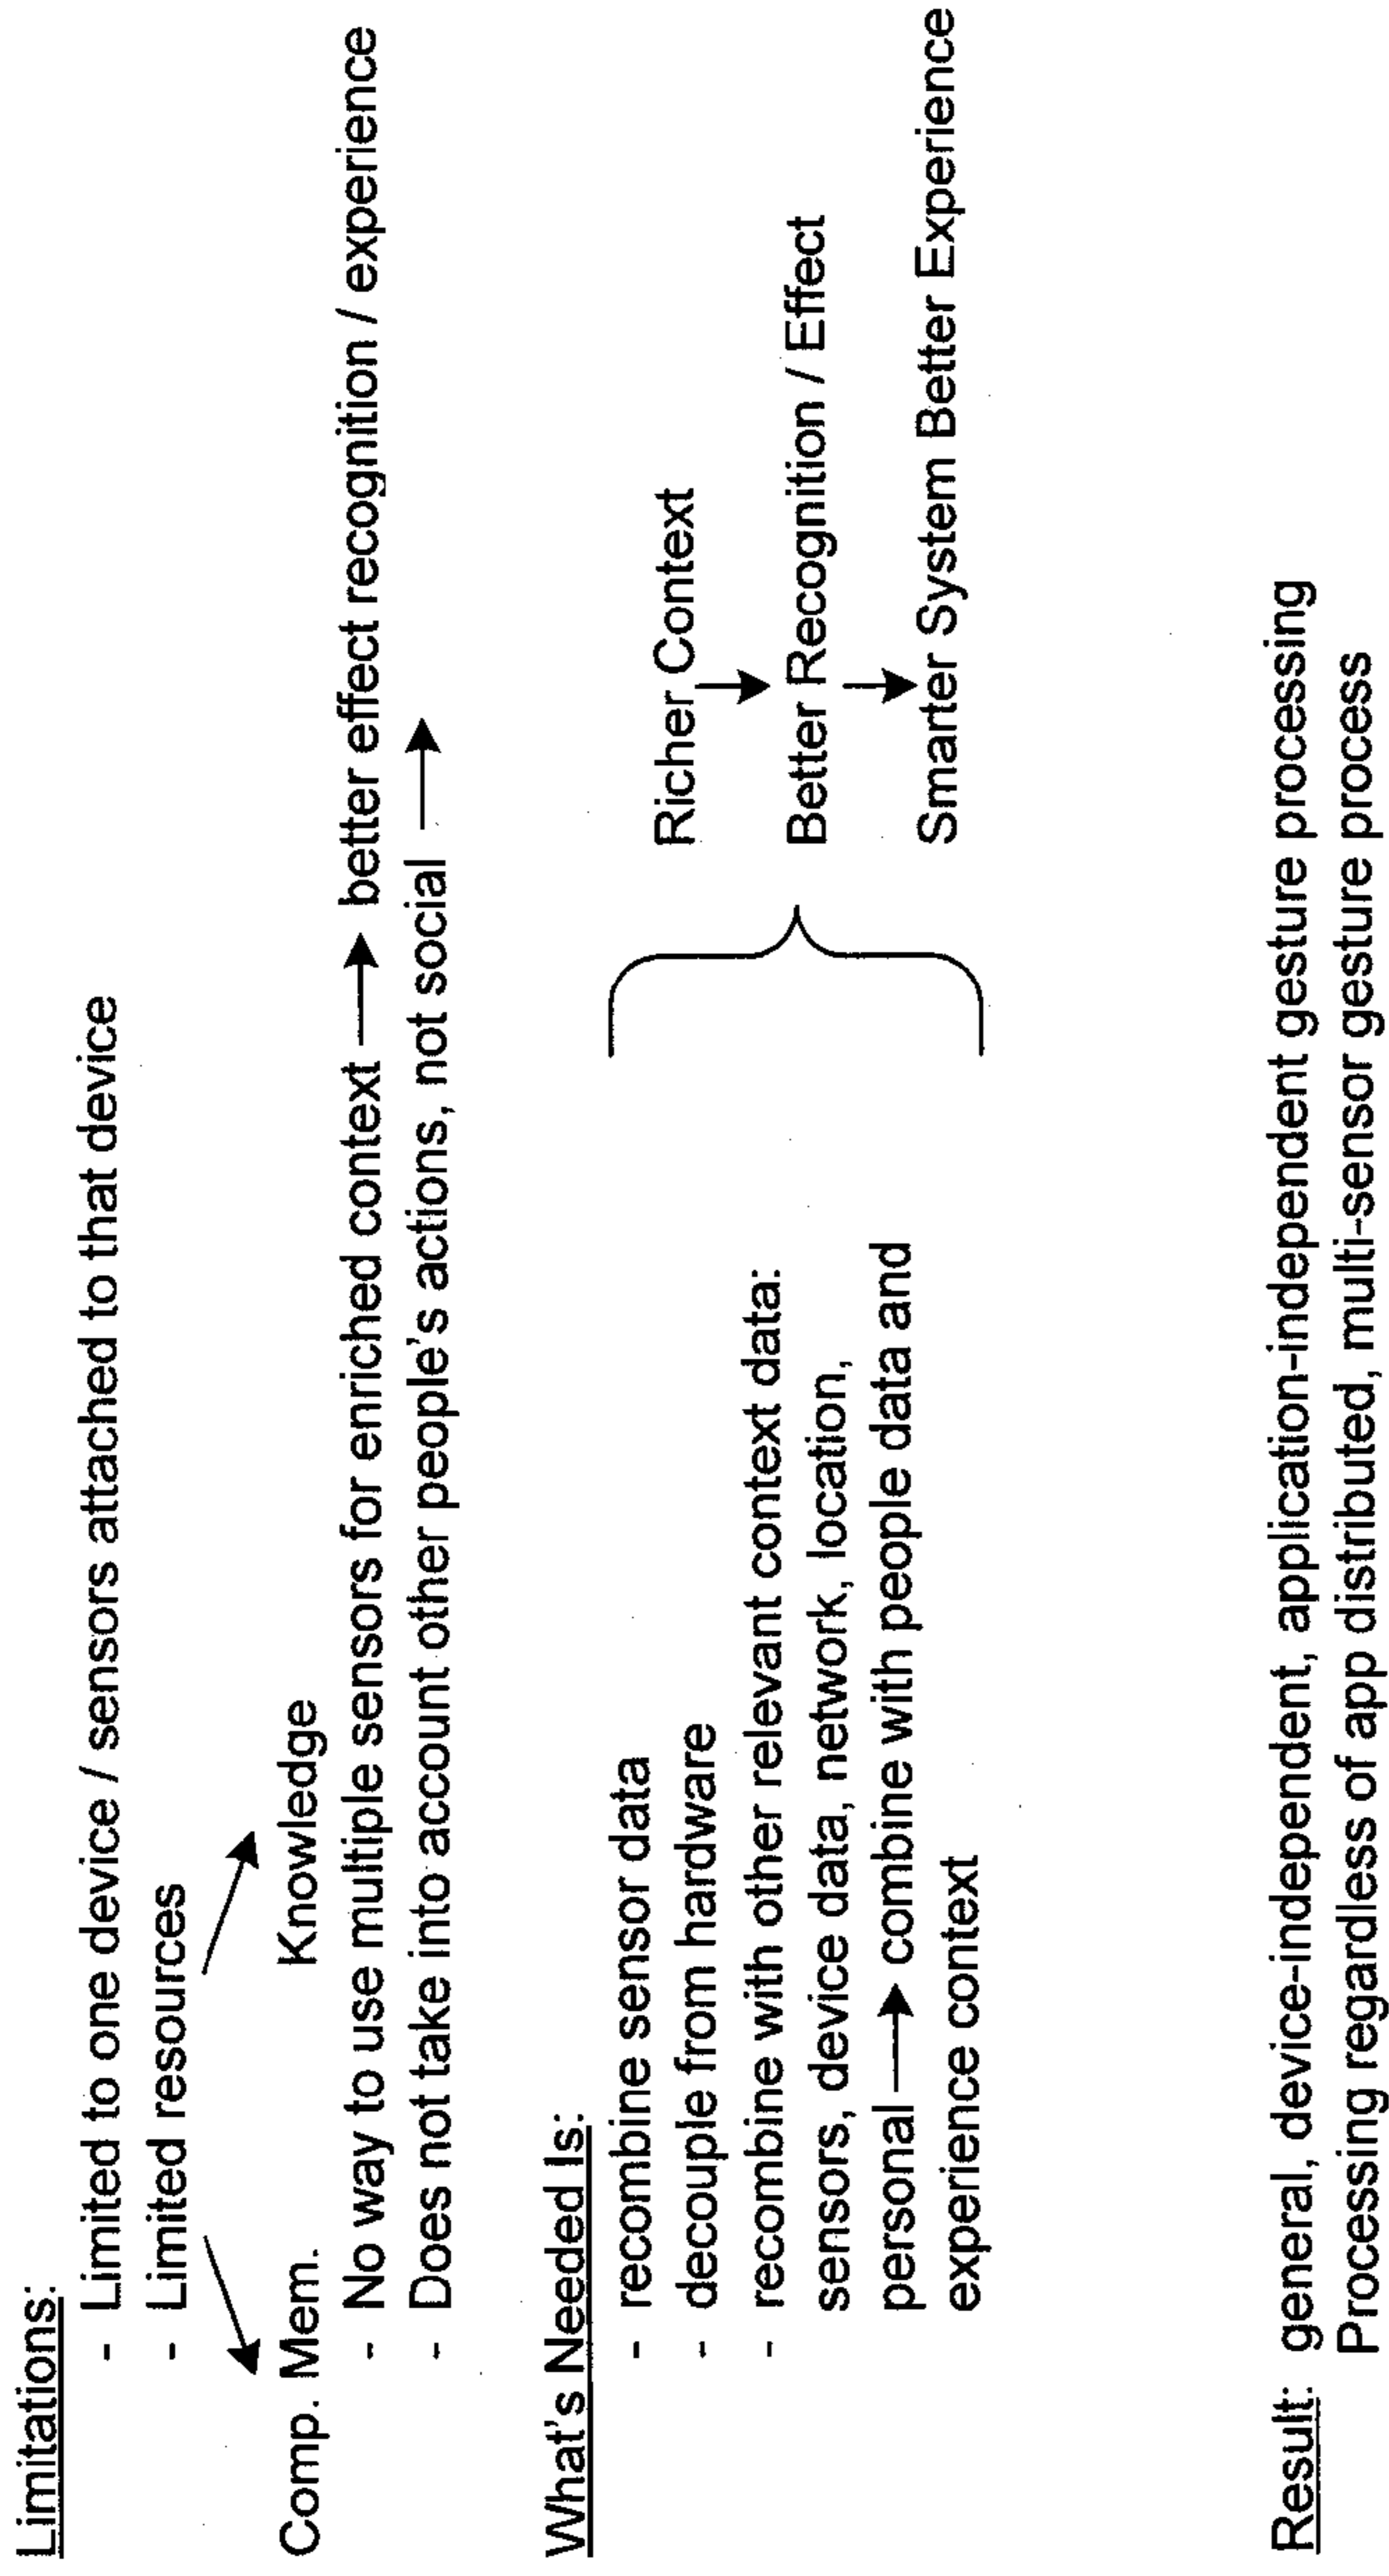 Limitations:
- Limited to one device / sensors attached to that device
- Limited resources
Comp. Mem. Knowledge
- No way to use multiple sensors for enriched context → better effect recognition / experience
- Does not take into account other people's actions, not social →
What's Needed Is:
- recombine sensor data
- decouple from hardware
- recombine with other relevant context data:
sensors, device data, network, location,
personal → combine with people data and
experience context
Richer Context
Better Recognition / Effect
Smarter System Better Experience
Result: general, device-independent, application-independent gesture processing
Processing regardless of app distributed, multi-sensor gesture process